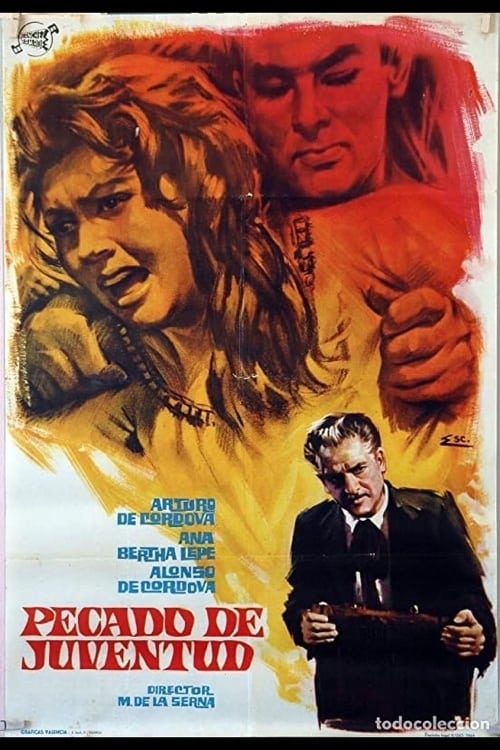 Esc.
ARTURO
DE CORDOVA
ANA
BERTHA LEPE
ALONSO
DE CORDOVA
PECADO DE
JUVENTUD
DIRECTOR
M. DE LA SERNA
GRAFICAS VALENCIA
todocoleccion